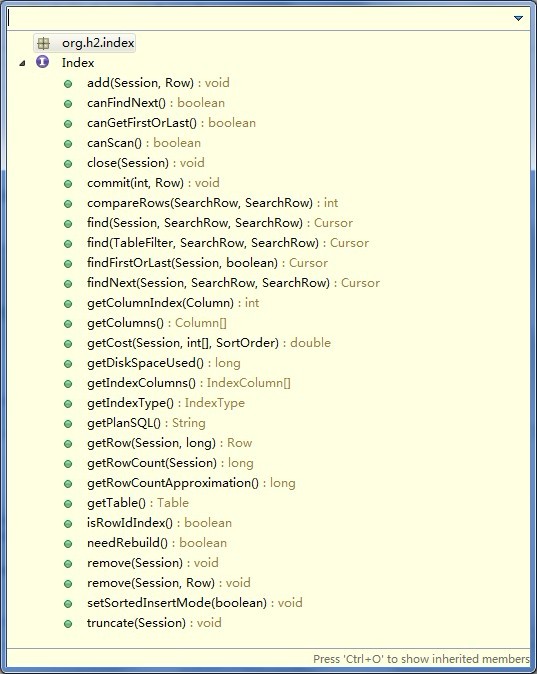 org.h2.index
Index
add(Session, Row) : void
canFindNext() : boolean
canGetFirstOrLast() : boolean
canScan() : boolean
close(Session) : void
commit(int, Row) : void
compareRows(SearchRow, SearchRow) : int
find(Session, SearchRow, SearchRow) : Cursor
find(TableFilter, SearchRow, SearchRow) : Cursor
findFirstOrLast(Session, boolean) : Cursor
findNext(Session, SearchRow, SearchRow) : Cursor
getColumnIndex(Column) : int
getColumns() : Column[]
getCost(Session, int[], SortOrder) : double
getDiskSpaceUsed() : long
getIndexColumns() : IndexColumn[]
getIndexType() : IndexType
getPlanSQL() : String
getRow(Session, long) : Row
getRowCount(Session) : long
getRowCountApproximation() : long
getTable() : Table
isRowIdIndex() : boolean
needRebuild() : boolean
remove(Session) : void
remove(Session, Row) : void
setSortedInsertMode(boolean) : void
truncate(Session) : void
Press 'Ctrl+O' to show inherited members